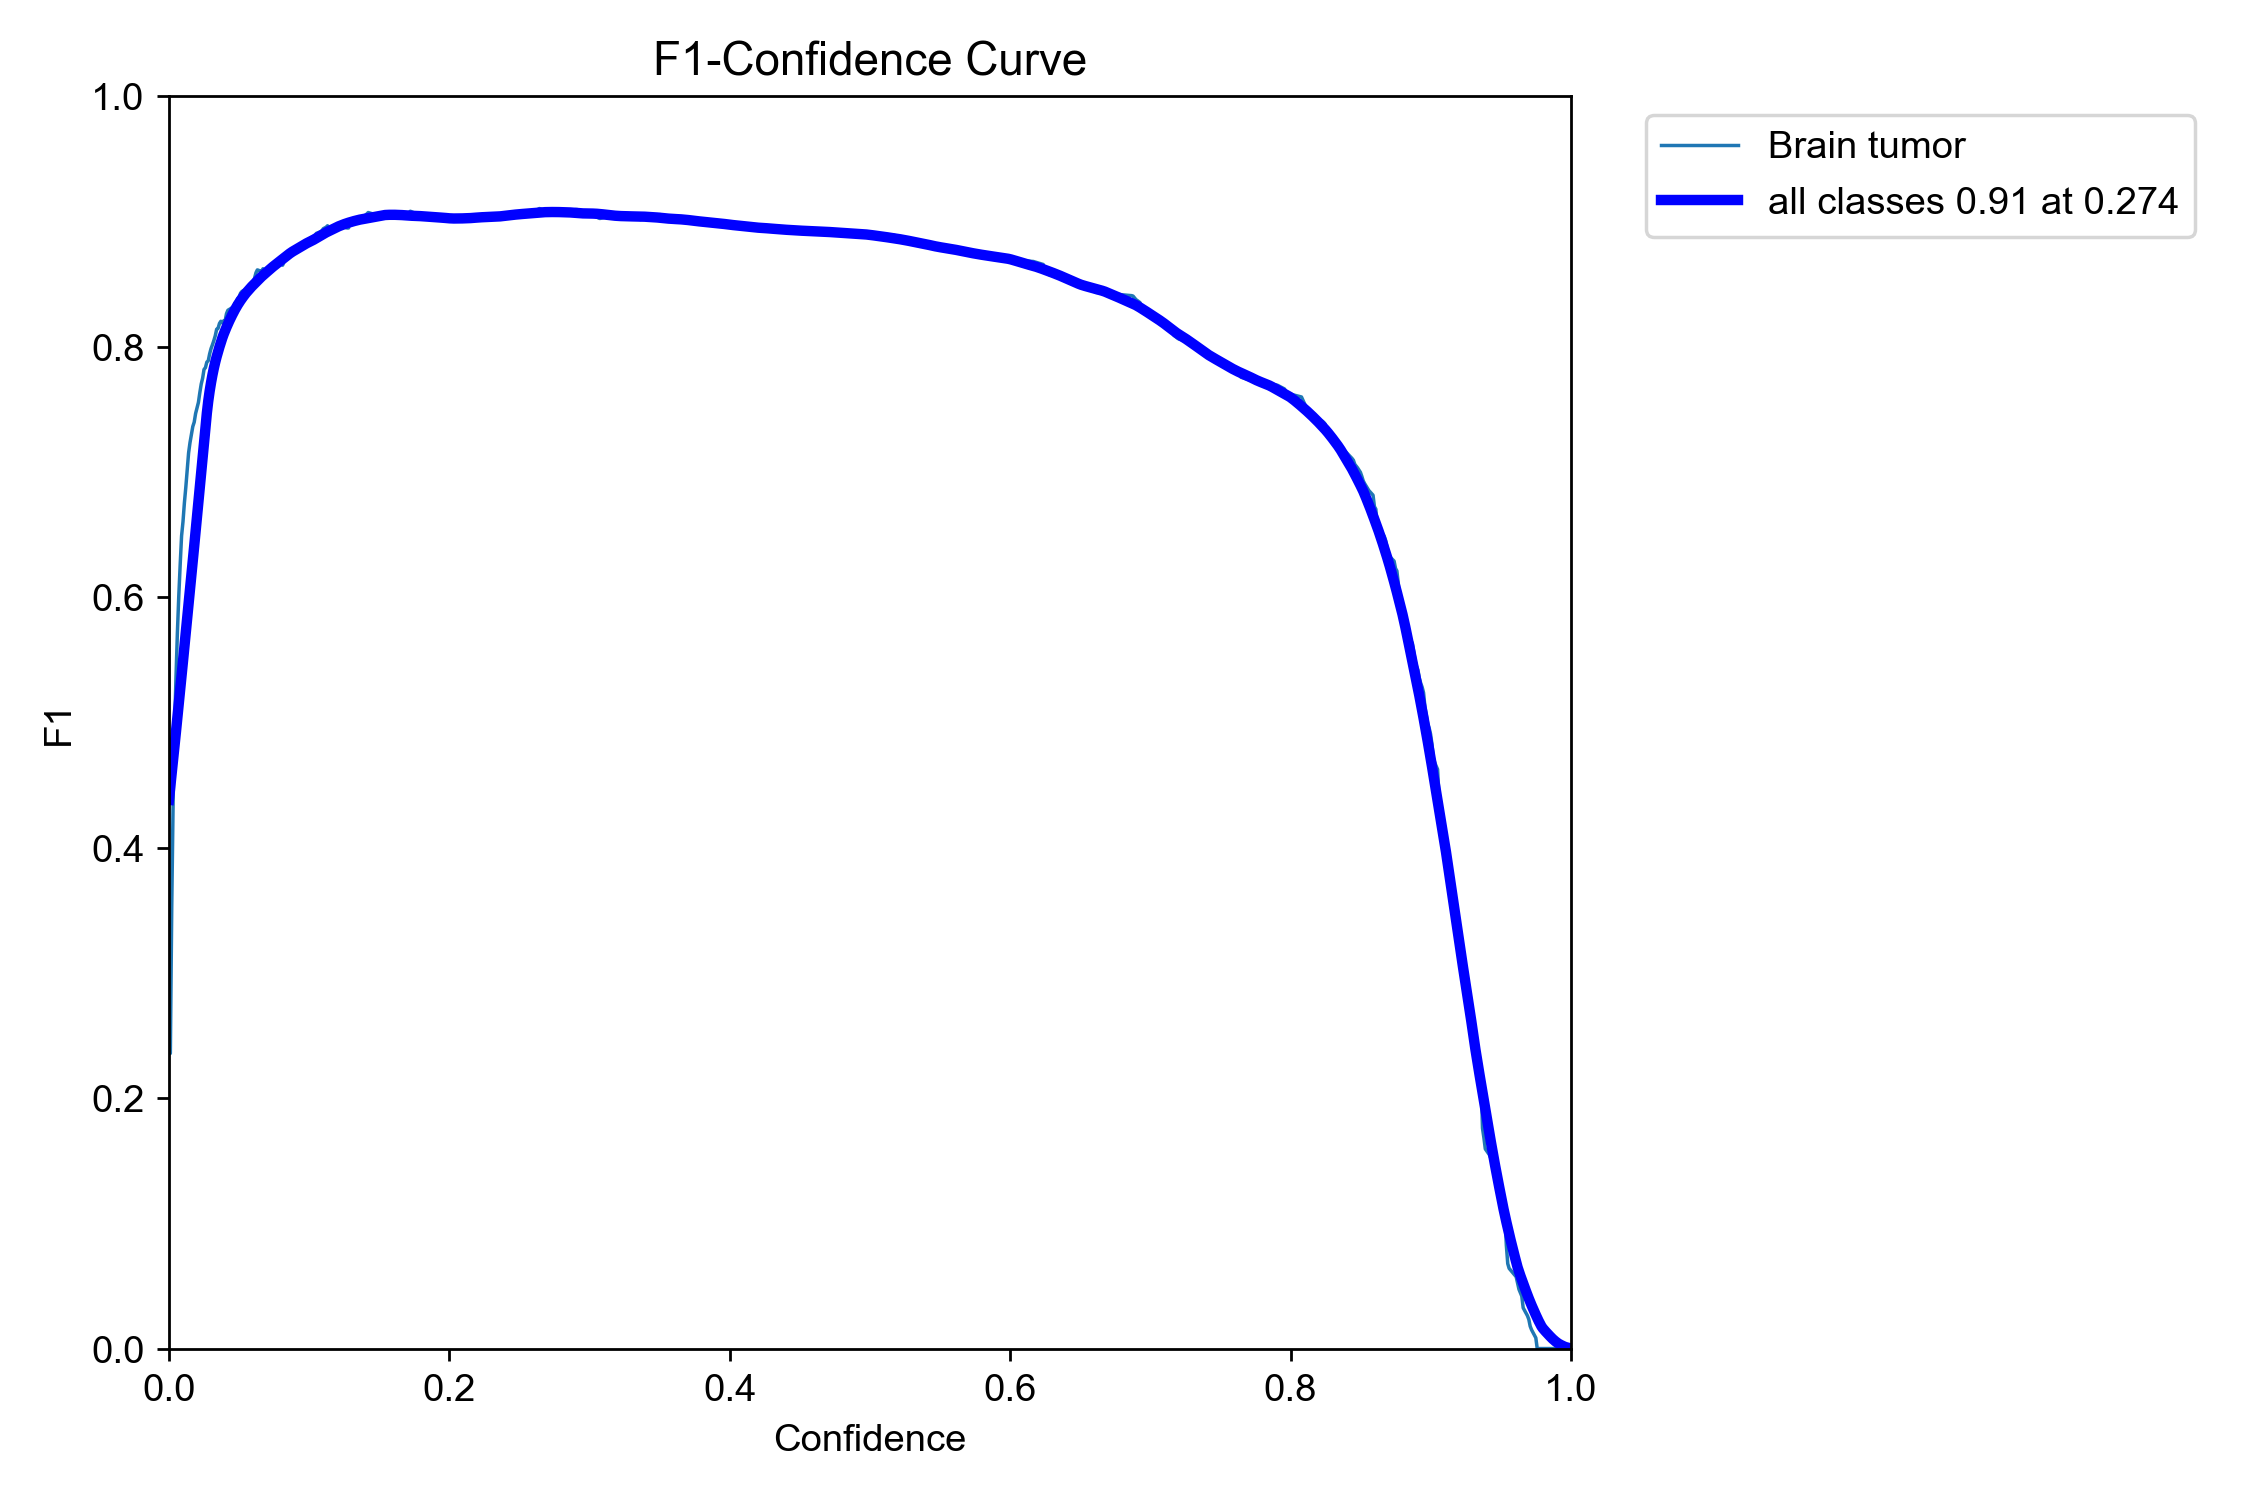 F1-Confidence Curve
1.0
0.8
0.6
0.4
0.2
0.0
F1
0.0 0.2 0.4 0.6 0.8 1.0
Confidence
Brain tumor
all classes 0.91 at 0.274